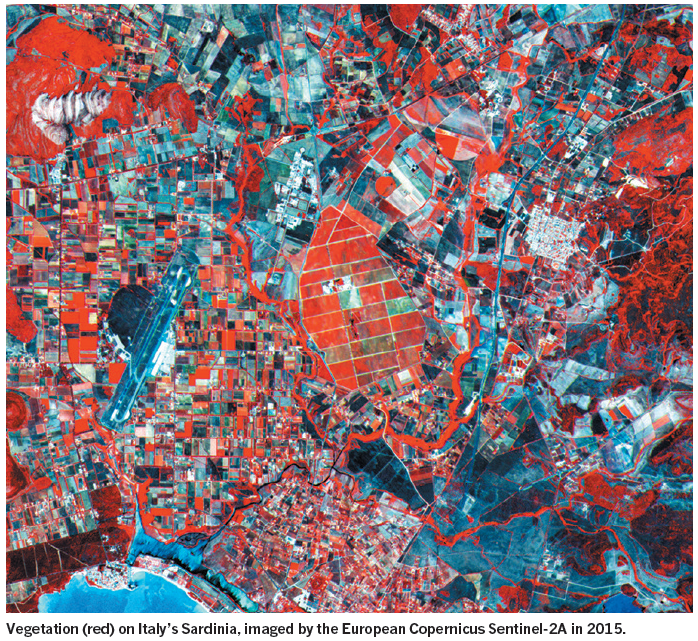 Vegetation (red) on Italy’s Sardinia, imaged by the European Copernicus Sentinel-2A in 2015.